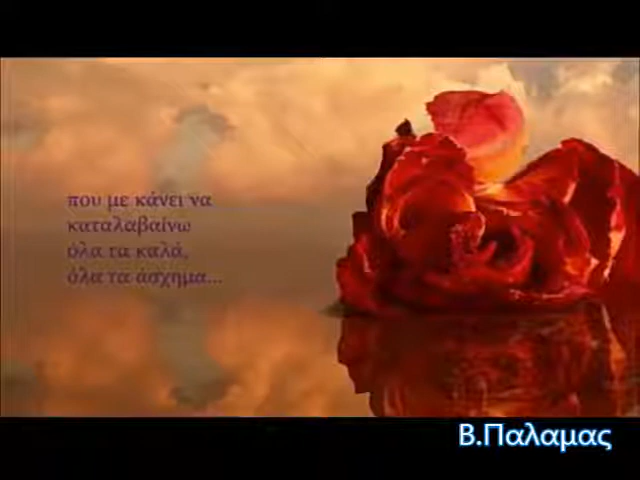 που με κάνει να
καταλαβαίνω
όλα τα καλά,
όλα τα άσχημα...
Β.Παλαμας